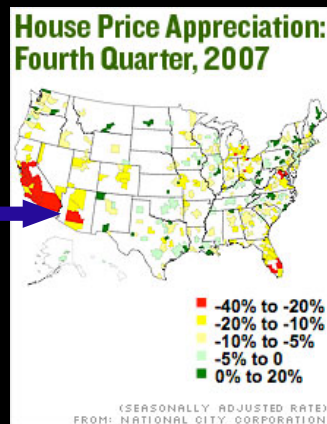 House Price Appreciation:
Fourth Quarter, 2007
-40% to -20%
-20% to -10%
-10% to -5%
-5% to 0
0% to 20%
(SEASONALLY ADJUSTED RATE)
FROM: NATIONAL CITY CORPORATION